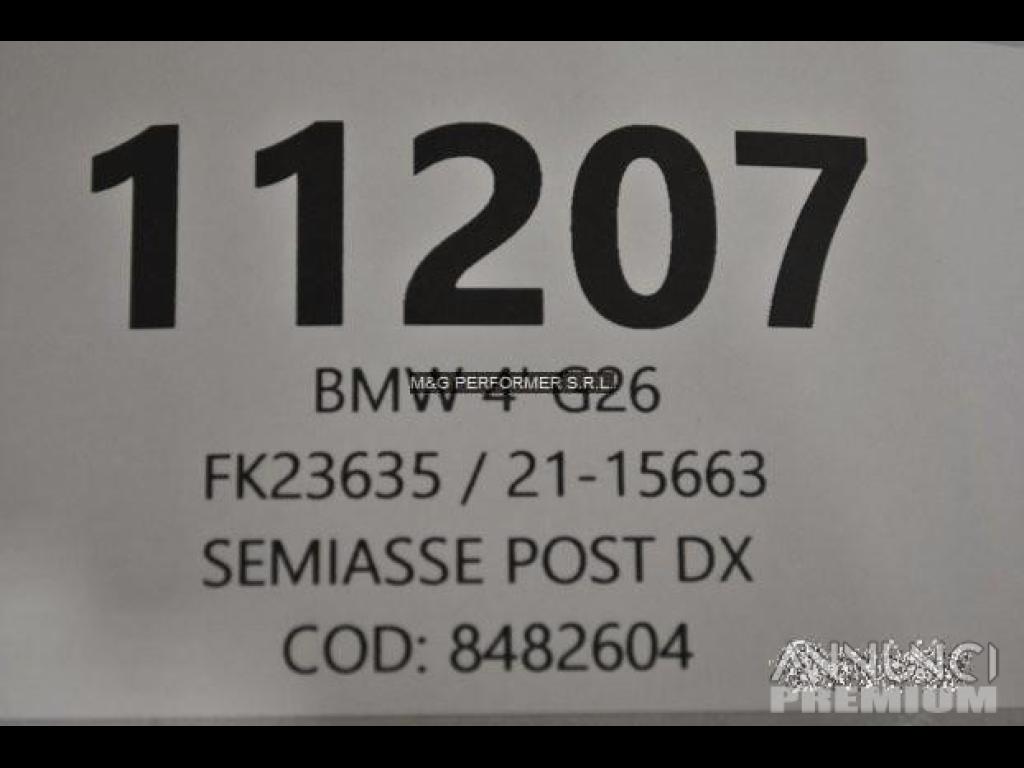 11207
BMW 4' G26
M&G PERFORMER S.R.L.
FK23635 / 21-15663
SEMIASSE POST DX
COD: 8482604
ANNUNCI
PREMIUM